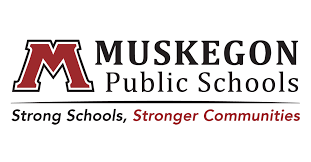 M MUSKEGON
Public Schools
Strong Schools, Stronger Communities